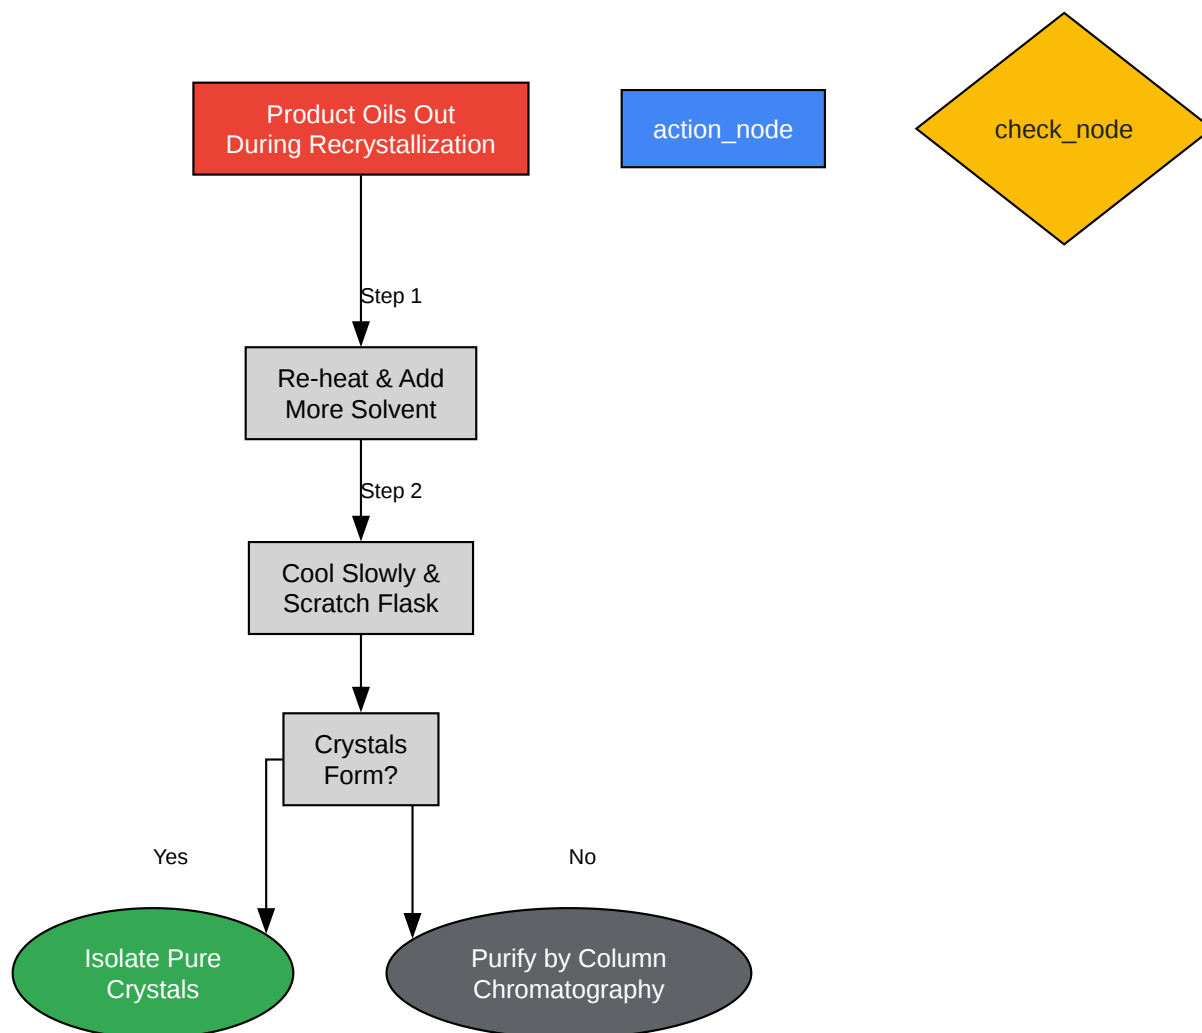 Product Oils Out
During Recrystallization
action_node
check_node
Step 1
Re-heat & Add
More Solvent
Step 2
Cool Slowly &
Scratch Flask
Crystals
Form?
Yes
No
Isolate Pure
Crystals
Purify by Column
Chromatography